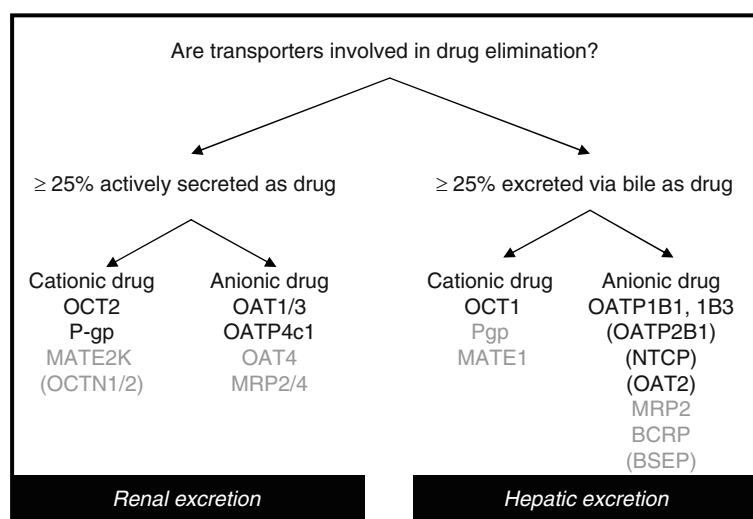 Are transporters involved in drug elimination?
≥ 25% actively secreted as drug
≥ 25% excreted via bile as drug
Cationic drug
OCT2
P-gp
MATE2K
(OCTN1/2)
Anionic drug
OAT1/3
OATP4c1
OAT4
MRP2/4
Cationic drug
OCT1
Pgp
MATE1
Anionic drug
OATP1B1, 1B3
(OATP2B1)
(NTCP)
(OAT2)
MRP2
BCRP
(BSEP)
Renal excretion
Hepatic excretion